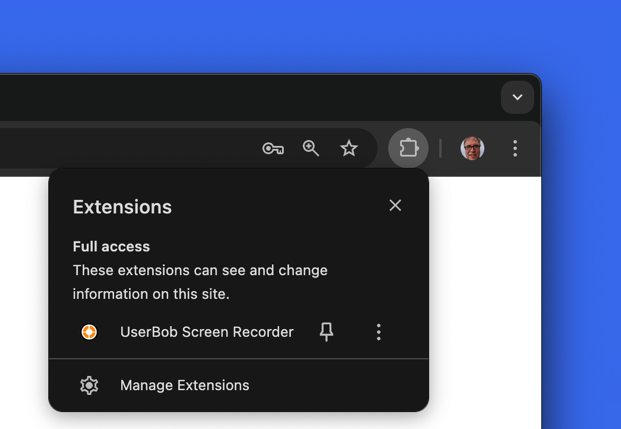 Extensions
Full access
These extensions can see and change
information on this site.
UserBob Screen Recorder
Manage Extensions